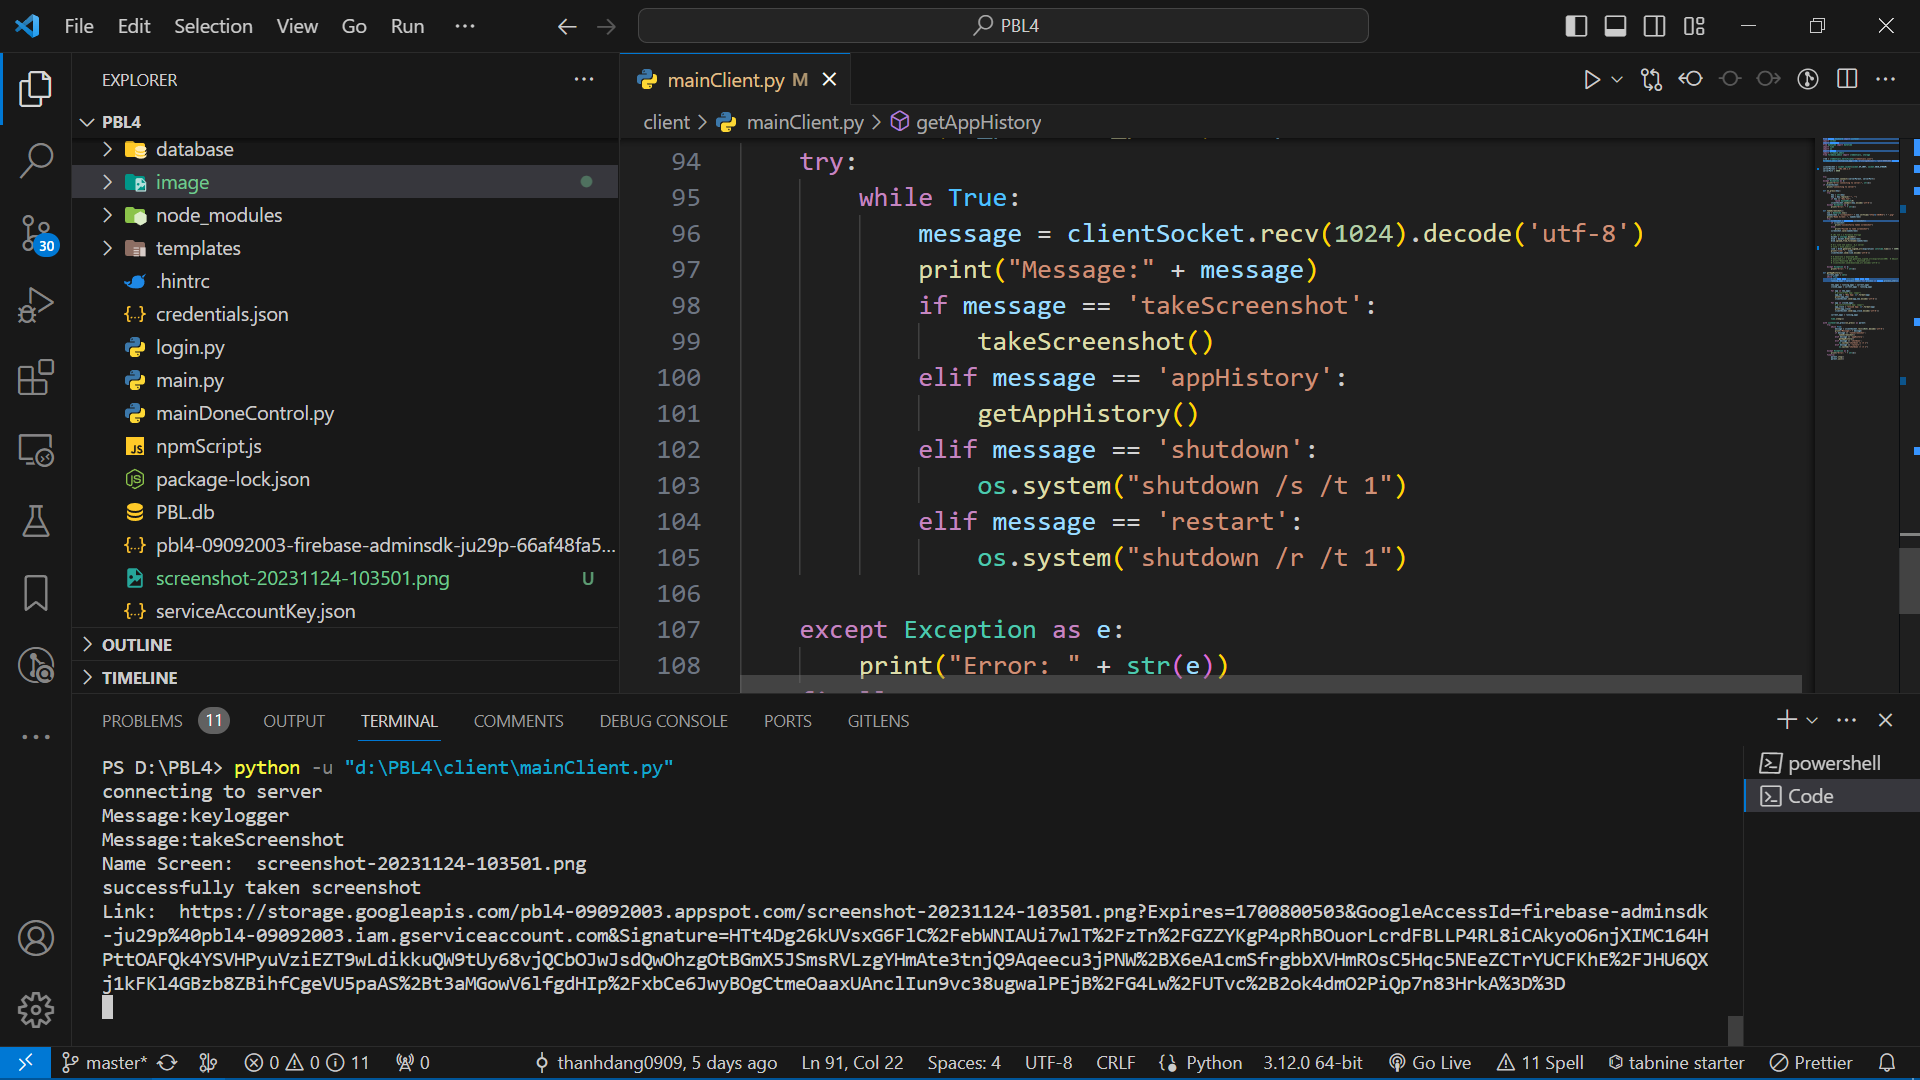 File Edit Selection View Go Run ··· PBL4
EXPLORER
PBL4
database
image
node_modules
templates
.hintrc
credentials.json
login.py
main.py
mainDoneControl.py
npmScript.js
package-lock.json
PBL.db
pbl4-09092003-firebase-adminsdk-ju29p-66af48fa5...
screenshot-20231124-103501.png U
serviceAccountKey.json
OUTLINE
TIMELINE
30
mainClient.py M
client > mainClient.py > getAppHistory
94 try:
95 while True:
96 message = clientSocket.recv(1024).decode('utf-8')
97 print("Message:" + message)
98 if message == 'takeScreenshot':
99 takeScreenshot()
100 elif message == 'appHistory':
101 getAppHistory()
102 elif message == 'shutdown':
103 os.system("shutdown /s /t 1")
104 elif message == 'restart':
105 os.system("shutdown /r /t 1")
106
107 except Exception as e:
108 print("Error: " + str(e))
PROBLEMS 11 OUTPUT TERMINAL COMMENTS DEBUG CONSOLE PORTS GITLENS
PS D:\PBL4> python -u "d:\PBL4\client\mainClient.py"
connecting to server
Message:keylogger
Message:takeScreenshot
Name Screen:  screenshot-20231124-103501.png
successfully taken screenshot
Link:  https://storage.googleapis.com/pbl4-09092003.appspot.com/screenshot-20231124-103501.png?Expires=1700800503&GoogleAccessId=firebase-adminsdk
-ju29p%40pbl4-09092003.iam.gserviceaccount.com&Signature=HTt4Dg26kUVsxG6FlC%2FebWNIAUi7wlT%2FzTn%2FGZZYKgP4pRhBOuorLcrdFBLLP4RL8iCAkyoO6njXIMC164H
PttOAFQk4YSVHPyuVziEZT9wLdikkuQW9tUy68vjQCbOJwJsdQwOhzgOtBGmX5JSmsRVLzgYHmAte3tnjQ9Aqeecu3jPNW%2BX6eA1cmSfrgbbXVHmROsC5Hqc5NEeZCTrYUCFKhE%2FJHU6QX
j1kFKl4GBzb8ZBihfCgeVU5paAS%2Bt3aMGowV6lfgdHIp%2FxbCe6JwyBOgCtmeOaaxUAnclIun9vc38ugwalPEjB%2FG4Lw%2FUTvc%2B2ok4dmO2PiQp7n83HrkA%3D%3D
powershell
Code
master* 0 0 11 0 thanhdang0909, 5 days ago Ln 91, Col 22 Spaces: 4 UTF-8 CRLF Python 3.12.0 64-bit Go Live 11 Spell tabnine starter Prettier